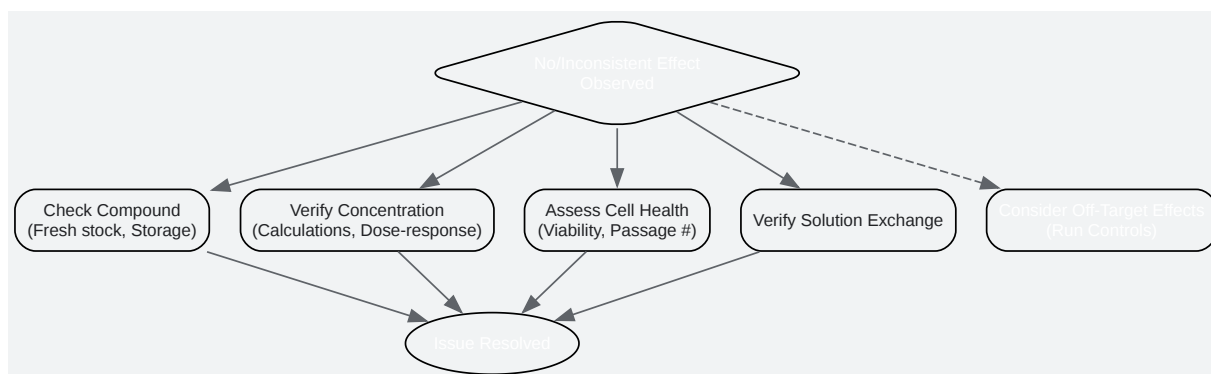 No/Inconsistent Effect
Observed
Check Compound
(Fresh stock, Storage)
Verify Concentration
(Calculations, Dose-response)
Assess Cell Health
(Viability, Passage #)
Verify Solution Exchange
Consider Off-Target Effects
(Run Controls)
Issue Resolved